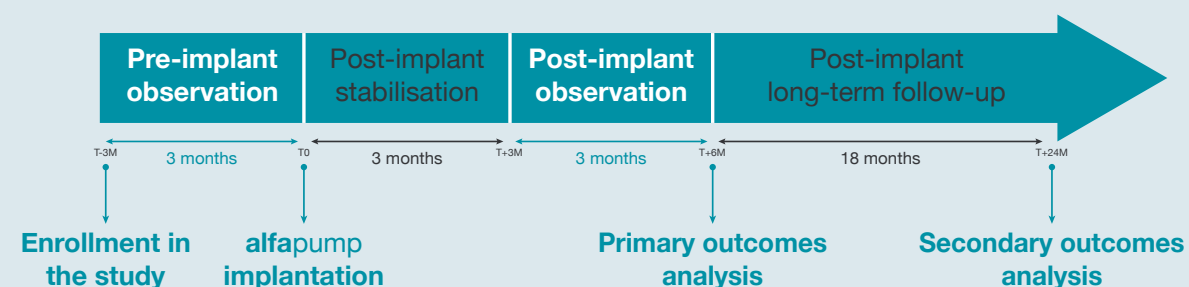 Pre-implant
observation
Post-implant
stabilisation
Post-implant
observation
Post-implant
long-term follow-up
T-3M
3 months
T0
3 months
T+3M
3 months
T+6M
18 months
T+24M
Enrollment in
the study
alfapump
implantation
Primary outcomes
analysis
Secondary outcomes
analysis